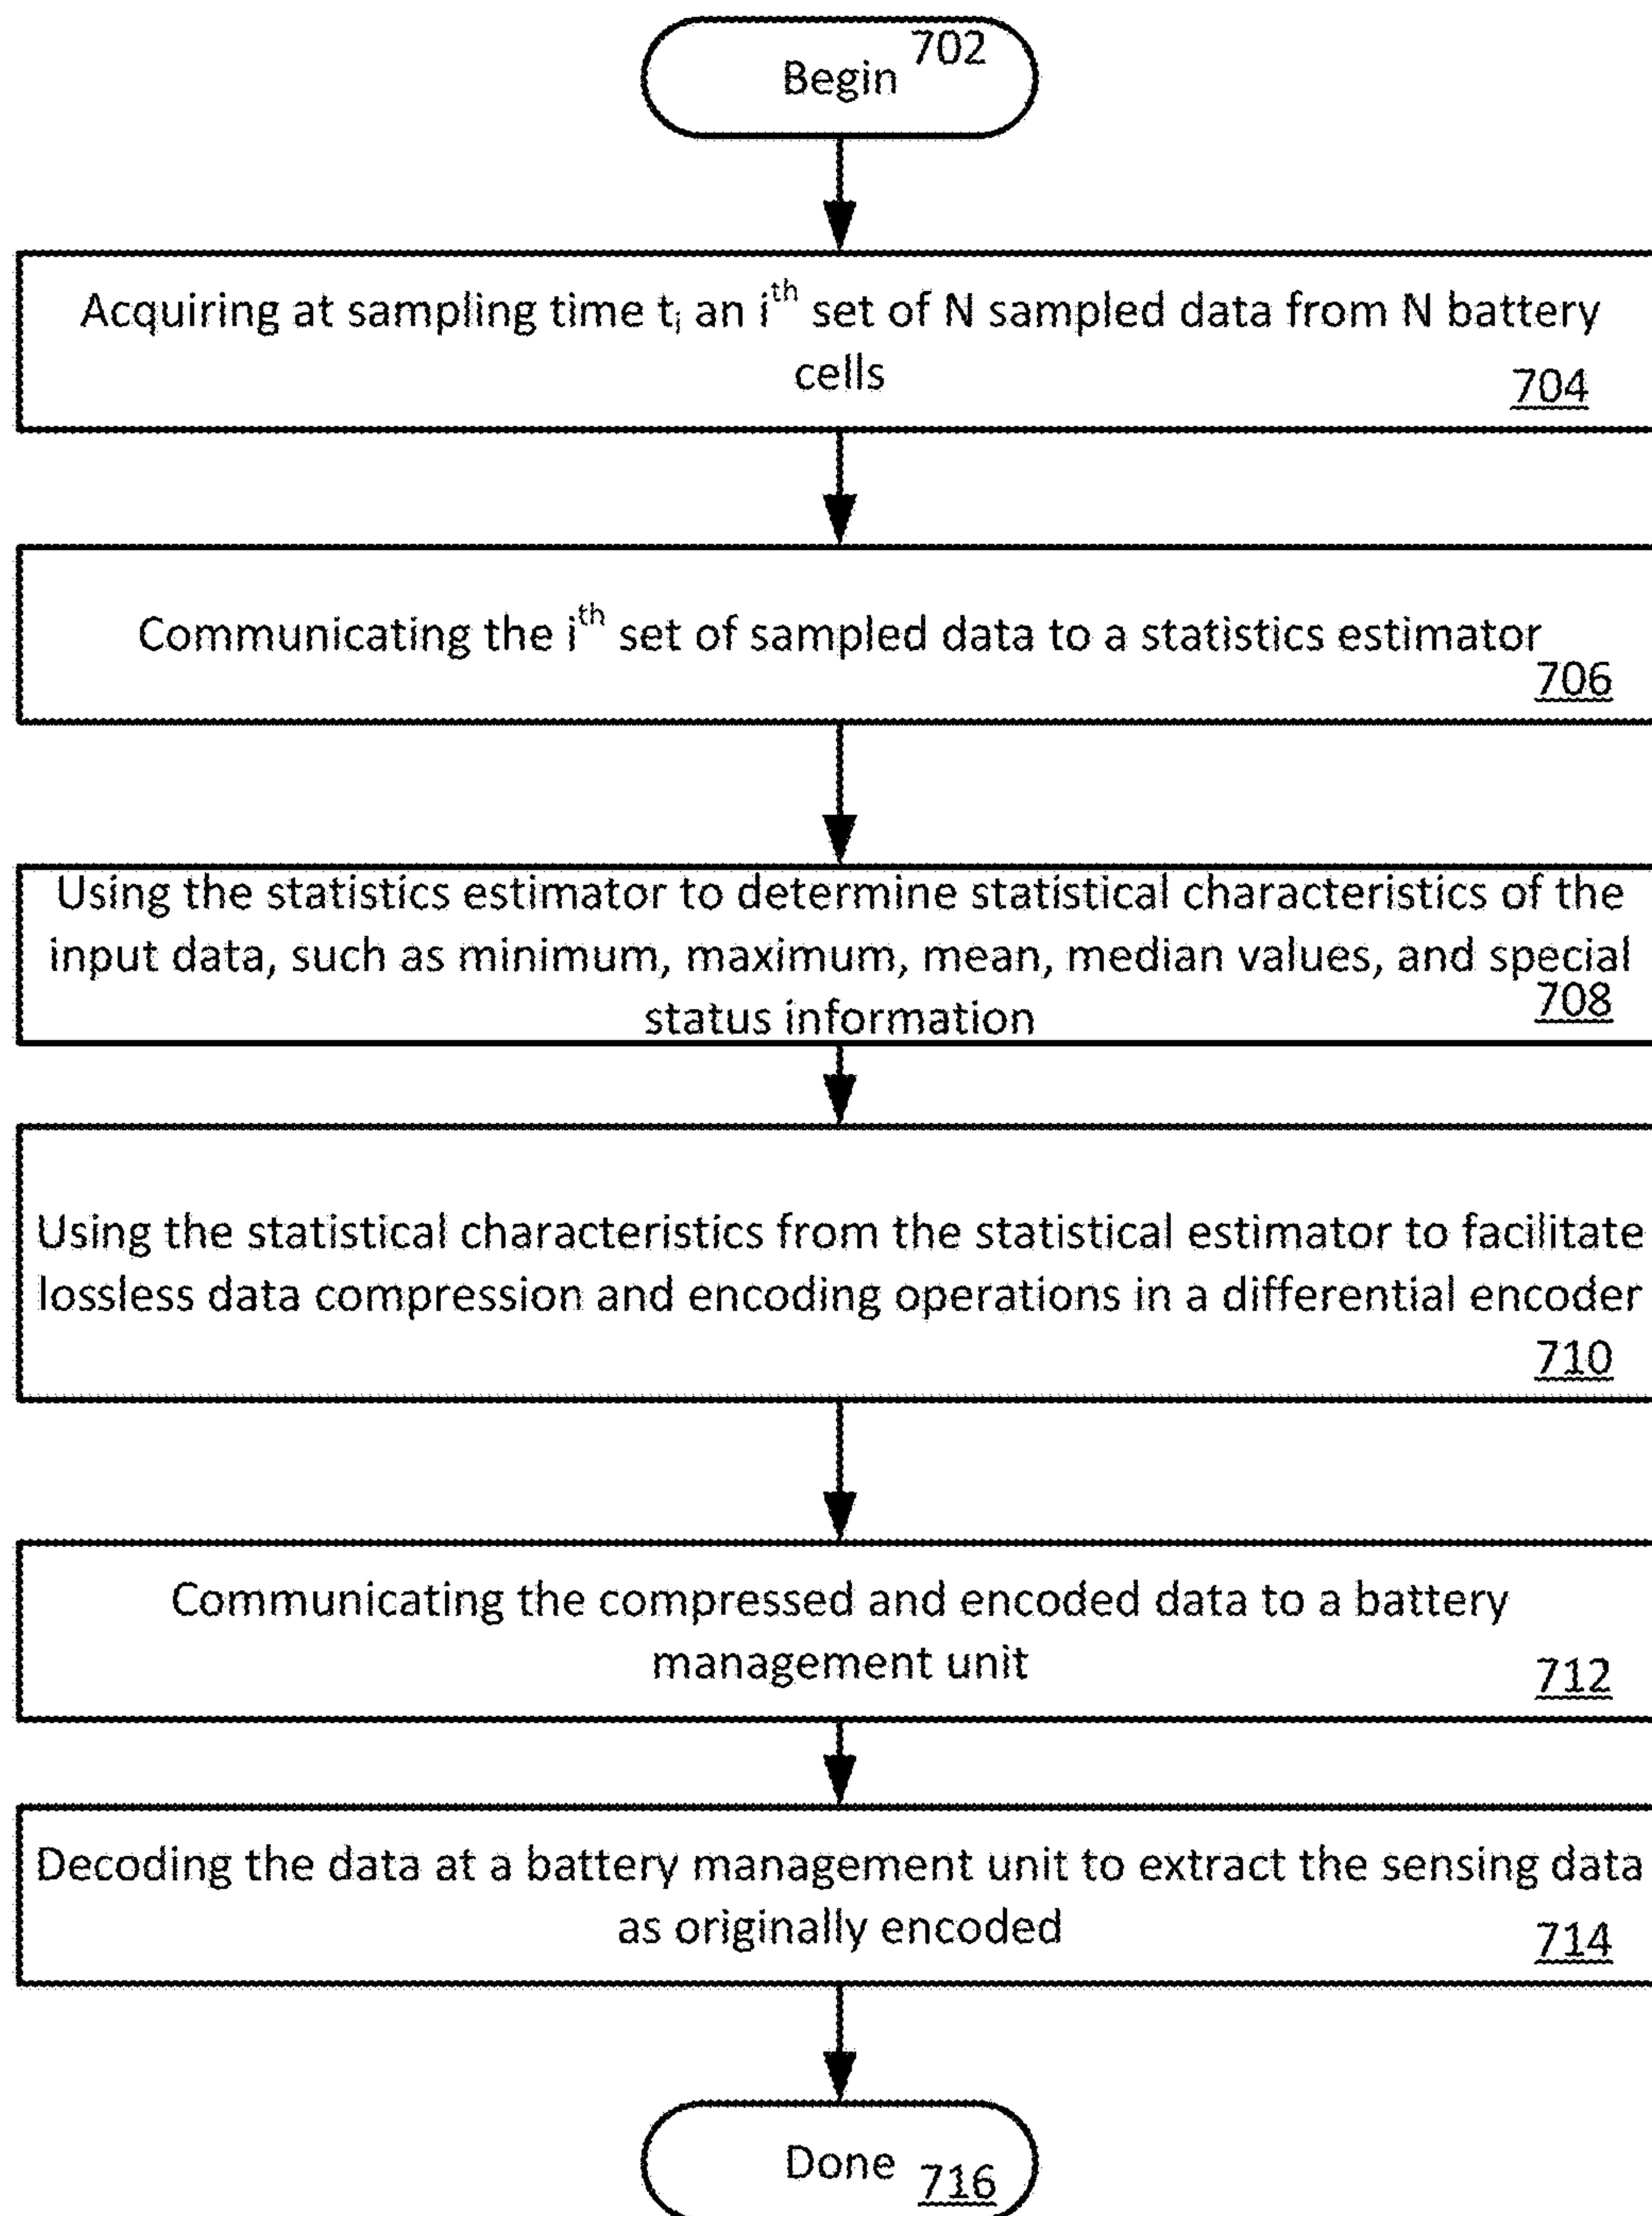 Begin 702
Acquiring at sampling time tᵢ an iᵗʰ set of N sampled data from N battery
cells
704
Communicating the iᵗʰ set of sampled data to a statistics estimator
706
Using the statistics estimator to determine statistical characteristics of the
input data, such as minimum, maximum, mean, median values, and special
708
status information
Using the statistical characteristics from the statistical estimator to facilitate
lossless data compression and encoding operations in a differential encoder
710
Communicating the compressed and encoded data to a battery
management unit
712
Decoding the data at a battery management unit to extract the sensing data
as originally encoded
714
Done 716